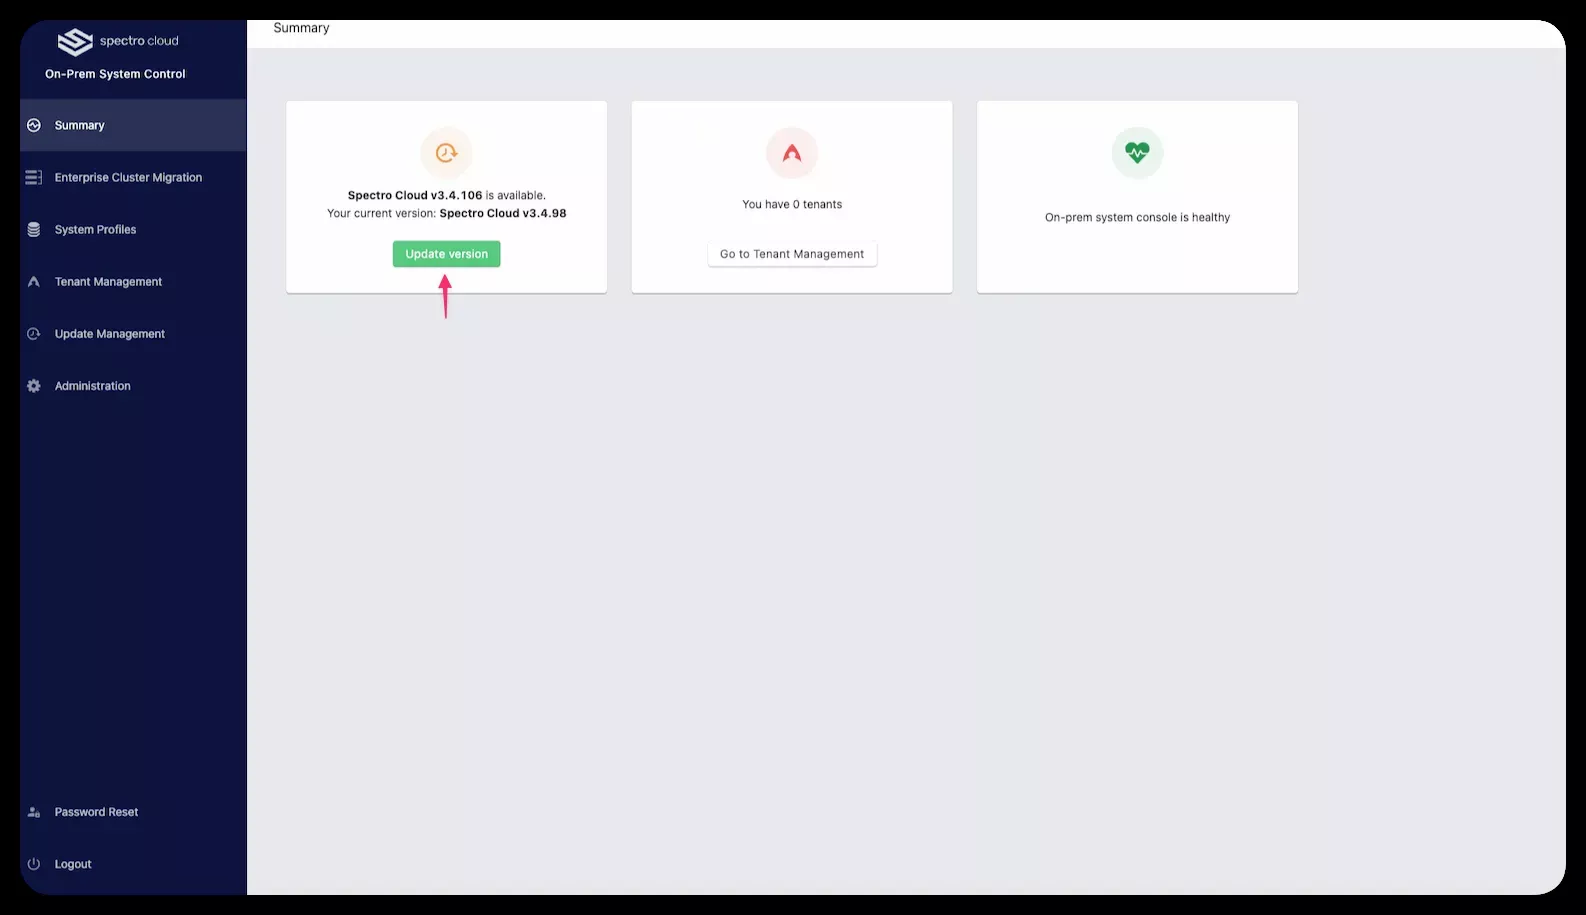 spectro cloud
On-Prem System Control
Summary
Enterprise Cluster Migration
System Profiles
Tenant Management
Update Management
Administration
Password Reset
Logout
Summary
Spectro Cloud v3.4.106 is available.
Your current version: Spectro Cloud v3.4.98
Update version
You have 0 tenants
Go to Tenant Management
On-prem system console is healthy